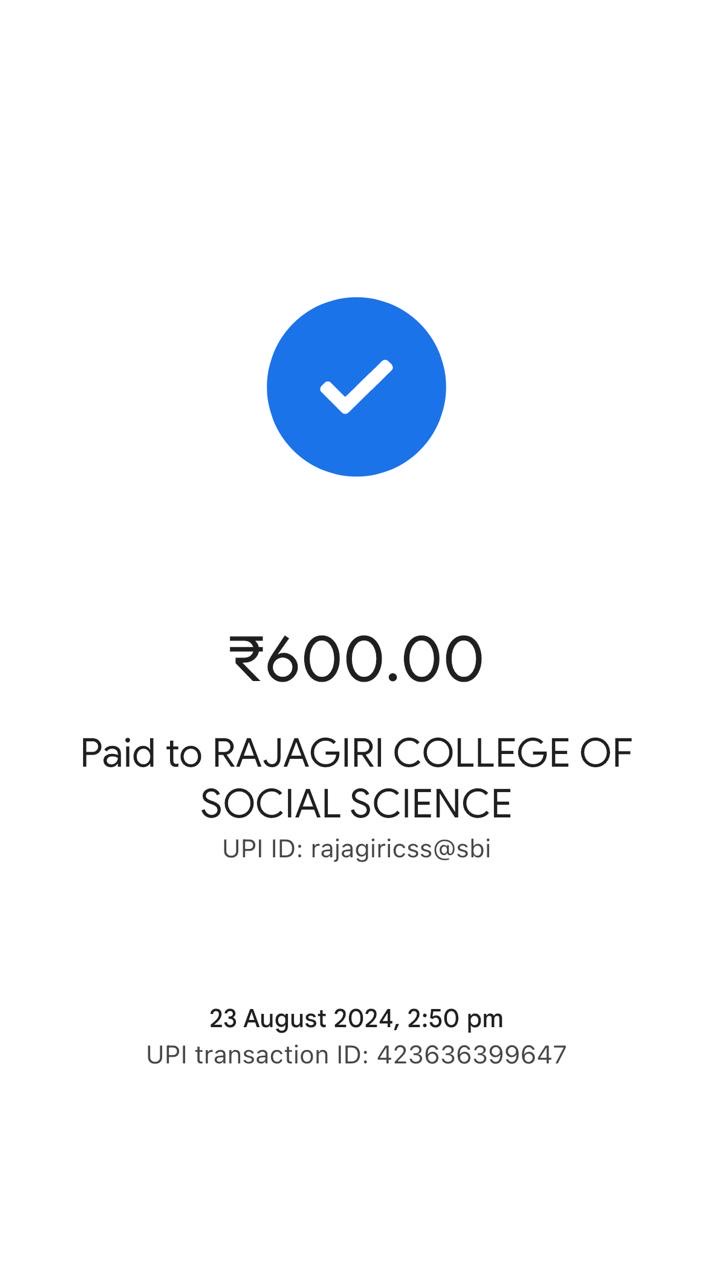 ₹600.00
Paid to RAJAGIRI COLLEGE OF
SOCIAL SCIENCE
UPI ID: rajagiricss@sbi
23 August 2024, 2:50 pm
UPI transaction ID: 423636399647